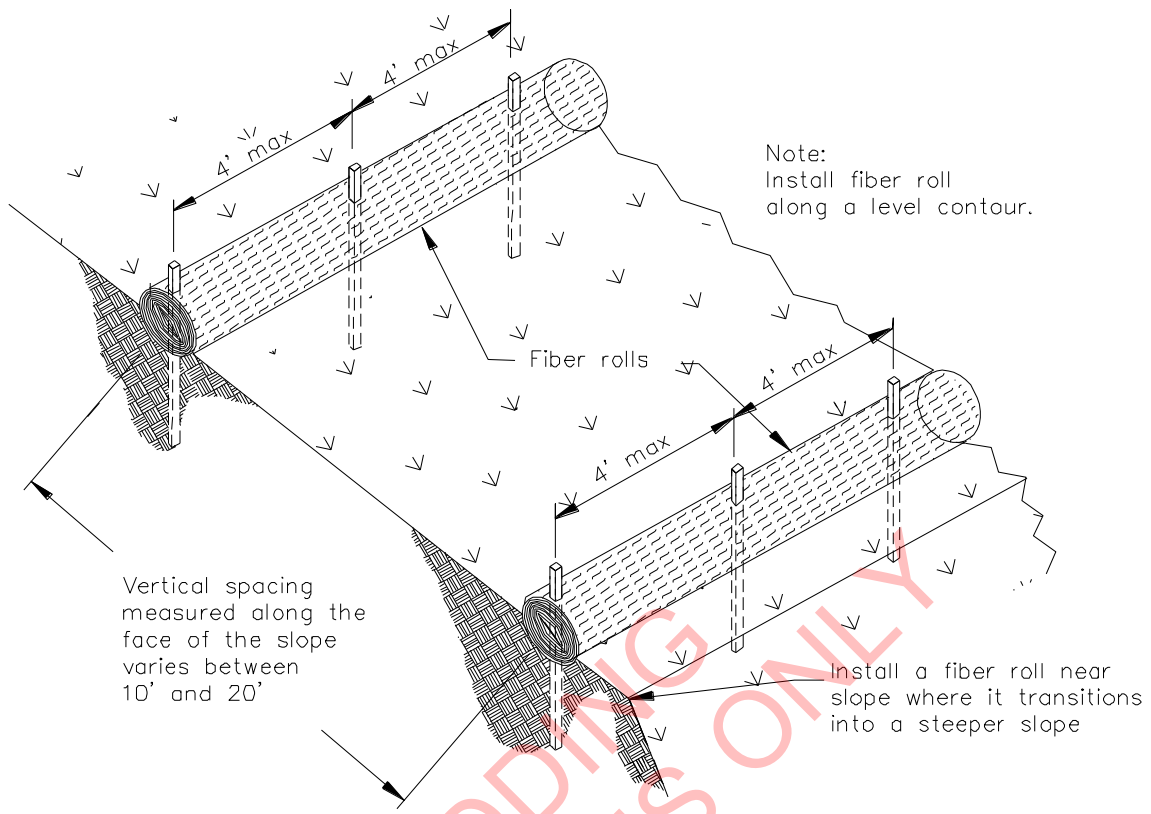 4' max
4' max
Note:
Install fiber roll
along a level contour.
Fiber rolls
4' max
4' max
Vertical spacing
measured along the
face of the slope
varies between
10' and 20'
Install a fiber roll near
slope where it transitions
into a steeper slope
DDING
S ONLY